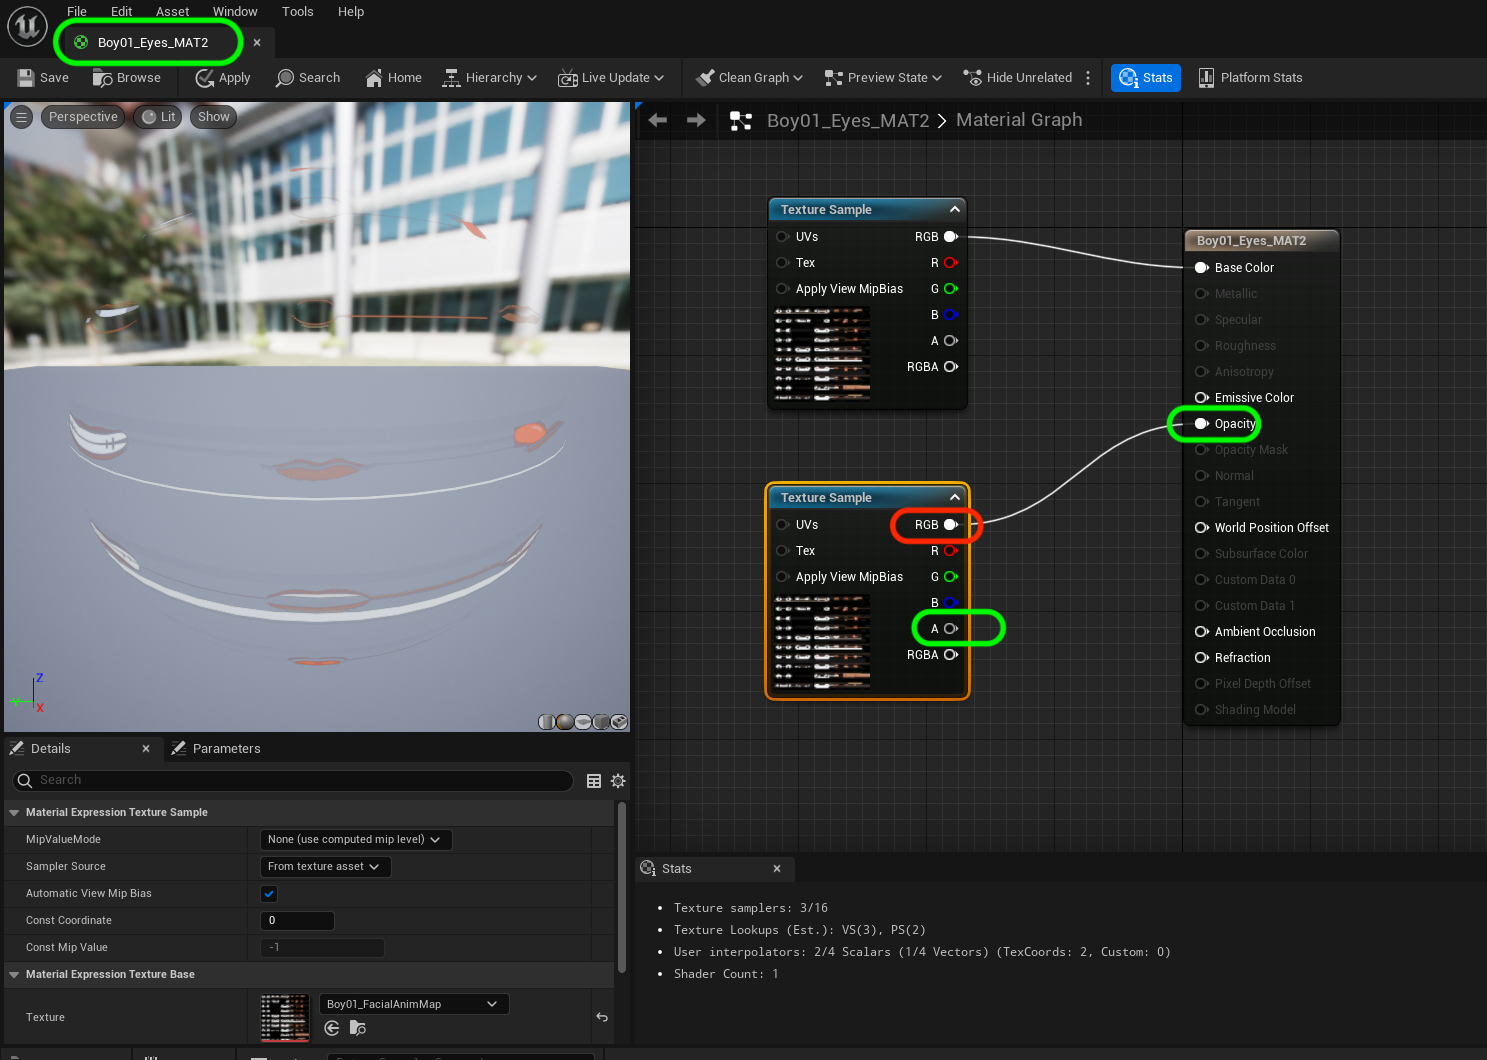 File Edit Asset Window Tools Help
Boy01_Eyes_MAT2
Save Browse Apply Search Home Hierarchy Live Update Clean Graph Preview State Hide Unrelated Stats Platform Stats
Perspective Lit Show
Boy01_Eyes_MAT2 > Material Graph
Texture Sample
UVs RGB
Tex R
Apply View MipBias G
B
A
RGBA
Boy01_Eyes_MAT2
Base Color
Metallic
Specular
Roughness
Anisotropy
Emissive Color
Opacity
Opacity Mask
Normal
Tangent
World Position Offset
Subsurface Color
Custom Data 0
Custom Data 1
Ambient Occlusion
Refraction
Pixel Depth Offset
Shading Model
Texture Sample
UVs RGB
Tex R
Apply View MipBias G
B
A
RGBA
Z
Y
X
Details Parameters
Search
Material Expression Texture Sample
MipValueMode None (use computed mip level)
Sampler Source From texture asset
Automatic View Mip Bias
Const Coordinate 0
Const Mip Value -1
Material Expression Texture Base
Texture Boy01_FacialAnimMap
Stats
• Texture samplers: 3/16
• Texture Lookups (Est.): VS(3), PS(2)
• User interpolators: 2/4 Scalars (1/4 Vectors) (TexCoords: 2, Custom: 0)
• Shader Count: 1